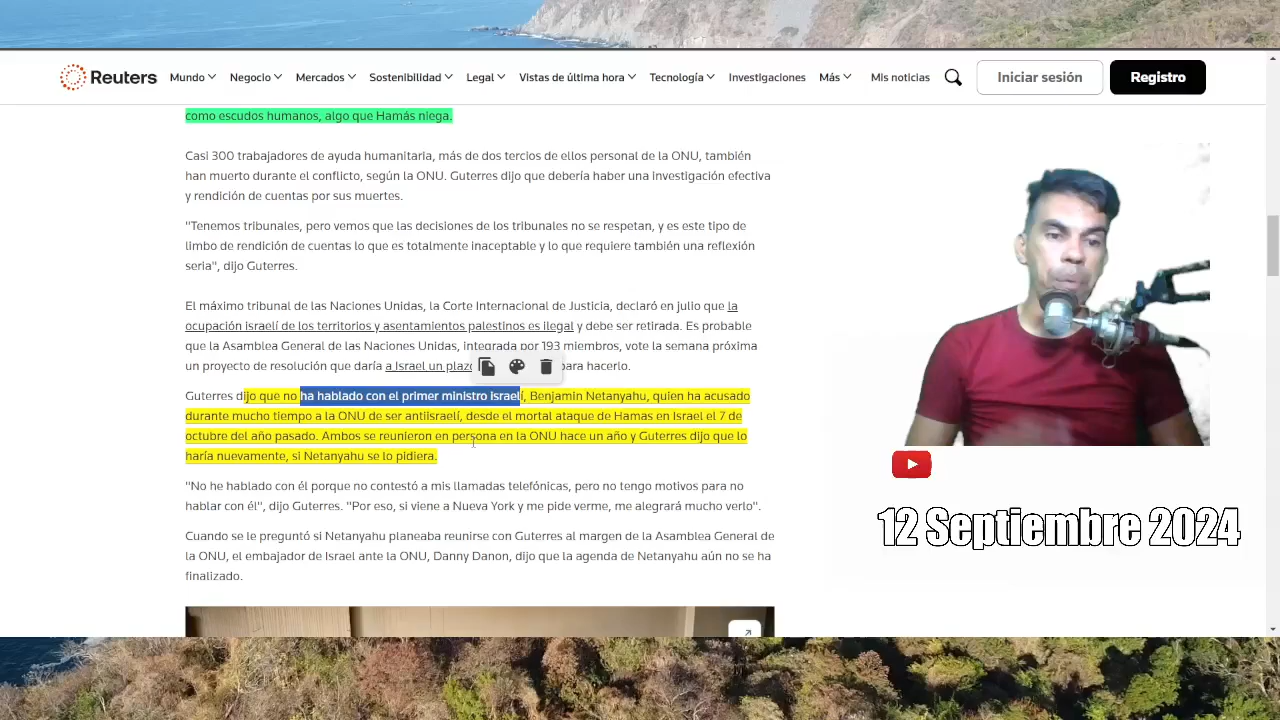 Reuters Mundo Negocio Mercados Sostenibilidad Legal Vistas de última hora Tecnología Investigaciones Más Mis noticias Iniciar sesión Registro
como escudos humanos, algo que Hamás niega.
Casi 300 trabajadores de ayuda humanitaria, más de dos tercios de ellos personal de la ONU, también
han muerto durante el conflicto, según la ONU. Guterres dijo que debería haber una investigación efectiva
y rendición de cuentas por sus muertes.
"Tenemos tribunales, pero vemos que las decisiones de los tribunales no se respetan, y es este tipo de
limbo de rendición de cuentas lo que es totalmente inaceptable y lo que requiere también una reflexión
seria", dijo Guterres.
El máximo tribunal de las Naciones Unidas, la Corte Internacional de Justicia, declaró en julio que la
ocupación israelí de los territorios y asentamientos palestinos es ilegal y debe ser retirada. Es probable
que la Asamblea General de las Naciones Unidas, integrada por 193 miembros, vote la semana próxima
un proyecto de resolución que daría a Israel un plazo para hacerlo.
Guterres dijo que no ha hablado con el primer ministro israelí, Benjamin Netanyahu, quien ha acusado
durante mucho tiempo a la ONU de ser antiisraelí, desde el mortal ataque de Hamas en Israel el 7 de
octubre del año pasado. Ambos se reunieron en persona en la ONU hace un año y Guterres dijo que lo
haría nuevamente, si Netanyahu se lo pidiera.
"No he hablado con él porque no contestó a mis llamadas telefónicas, pero no tengo motivos para no
hablar con él", dijo Guterres. "Por eso, si viene a Nueva York y me pide verme, me alegrará mucho verlo".
Cuando se le preguntó si Netanyahu planeaba reunirse con Guterres al margen de la Asamblea General de
la ONU, el embajador de Israel ante la ONU, Danny Danon, dijo que la agenda de Netanyahu aún no se ha
finalizado.
12 Septiembre 2024